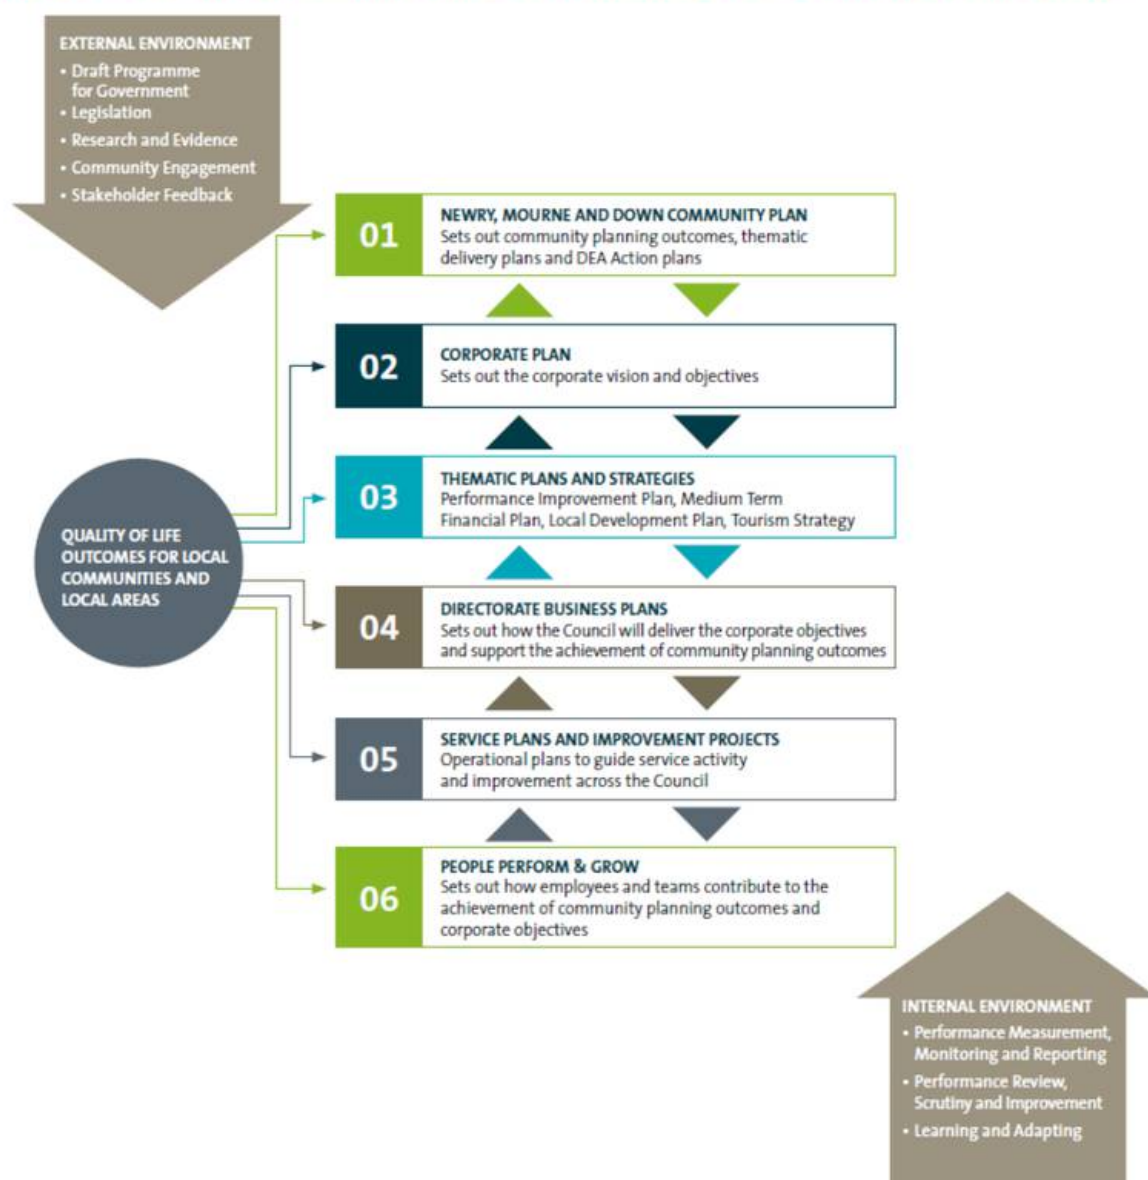 EXTERNAL ENVIRONMENT
• Draft Programme
for Government
• Legislation
• Research and Evidence
• Community Engagement
• Stakeholder Feedback
01
NEWRY, MOURNE AND DOWN COMMUNITY PLAN
Sets out community planning outcomes, thematic
delivery plans and DEA Action plans
02
CORPORATE PLAN
Sets out the corporate vision and objectives
03
THEMATIC PLANS AND STRATEGIES
Performance Improvement Plan, Medium Term
Financial Plan, Local Development Plan, Tourism Strategy
QUALITY OF LIFE
OUTCOMES FOR LOCAL
COMMUNITIES AND
LOCAL AREAS
04
DIRECTORATE BUSINESS PLANS
Sets out how the Council will deliver the corporate objectives
and support the achievement of community planning outcomes
05
SERVICE PLANS AND IMPROVEMENT PROJECTS
Operational plans to guide service activity
and improvement across the Council
06
PEOPLE PERFORM & GROW
Sets out how employees and teams contribute to the
achievement of community planning outcomes and
corporate objectives
INTERNAL ENVIRONMENT
• Performance Measurement,
Monitoring and Reporting
• Performance Review,
Scrutiny and Improvement
• Learning and Adapting